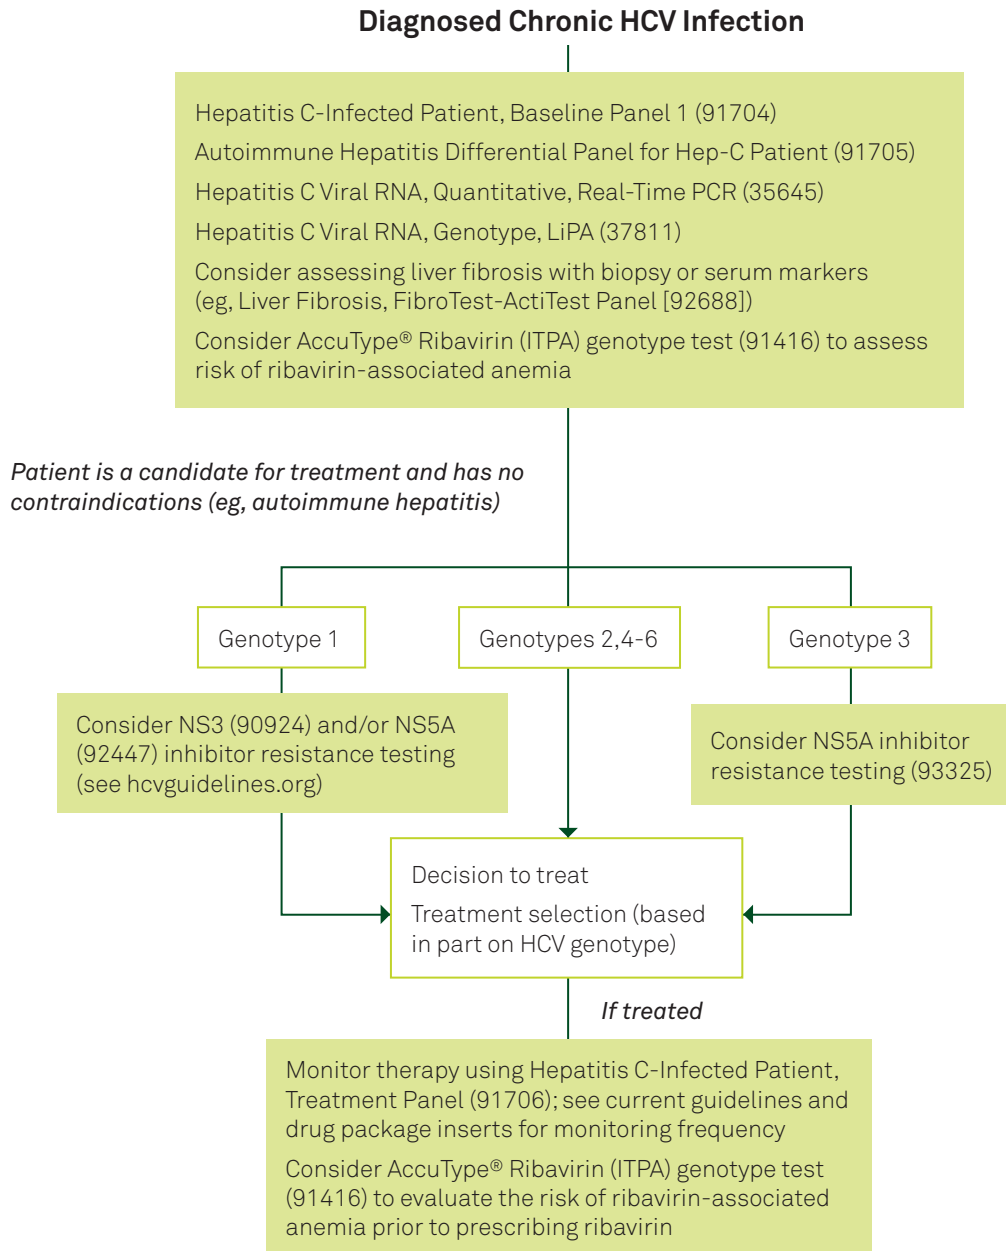 Diagnosed Chronic HCV Infection
Hepatitis C-Infected Patient, Baseline Panel 1 (91704)
Autoimmune Hepatitis Differential Panel for Hep-C Patient (91705)
Hepatitis C Viral RNA, Quantitative, Real-Time PCR (35645)
Hepatitis C Viral RNA, Genotype, LiPA (37811)
Consider assessing liver fibrosis with biopsy or serum markers
(eg, Liver Fibrosis, FibroTest-ActiTest Panel [92688])
Consider AccuType® Ribavirin (ITPA) genotype test (91416) to assess
risk of ribavirin-associated anemia
Patient is a candidate for treatment and has no
contraindications (eg, autoimmune hepatitis)
Genotype 1
Genotypes 2,4-6
Genotype 3
Consider NS3 (90924) and/or NS5A
(92447) inhibitor resistance testing
(see hcvguidelines.org)
Consider NS5A inhibitor
resistance testing (93325)
Decision to treat
Treatment selection (based
in part on HCV genotype)
If treated
Monitor therapy using Hepatitis C-Infected Patient,
Treatment Panel (91706); see current guidelines and
drug package inserts for monitoring frequency
Consider AccuType® Ribavirin (ITPA) genotype test
(91416) to evaluate the risk of ribavirin-associated
anemia prior to prescribing ribavirin